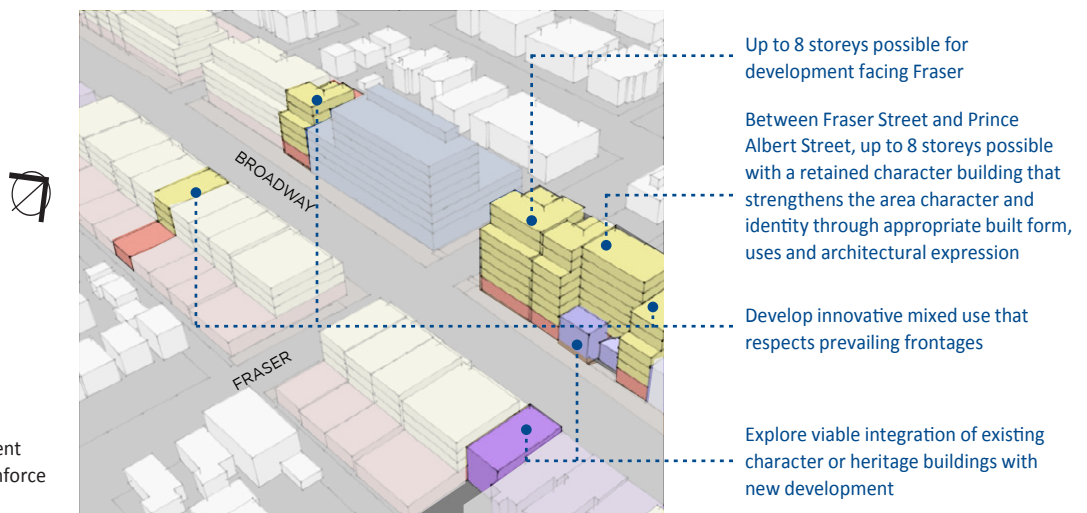 Up to 8 storeys possible for
development facing Fraser
Between Fraser Street and Prince
Albert Street, up to 8 storeys possible
with a retained character building that
strengthens the area character and
identity through appropriate built form,
uses and architectural expression
BROADWAY
Develop innovative mixed use that
respects prevailing frontages
FRASER
Explore viable integration of existing
character or heritage buildings with
new development
ent
nforce